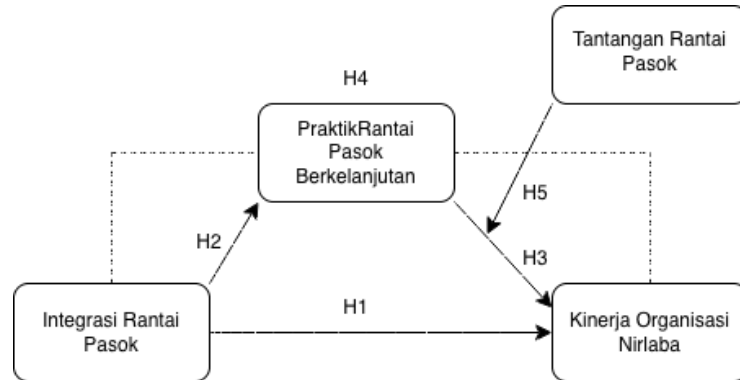 Tantangan Rantai
Pasok
H4
PraktikRantai
Pasok
Berkelanjutan
H5
H2
H3
Integrasi Rantai
Pasok
H1
Kinerja Organisasi
Nirlaba